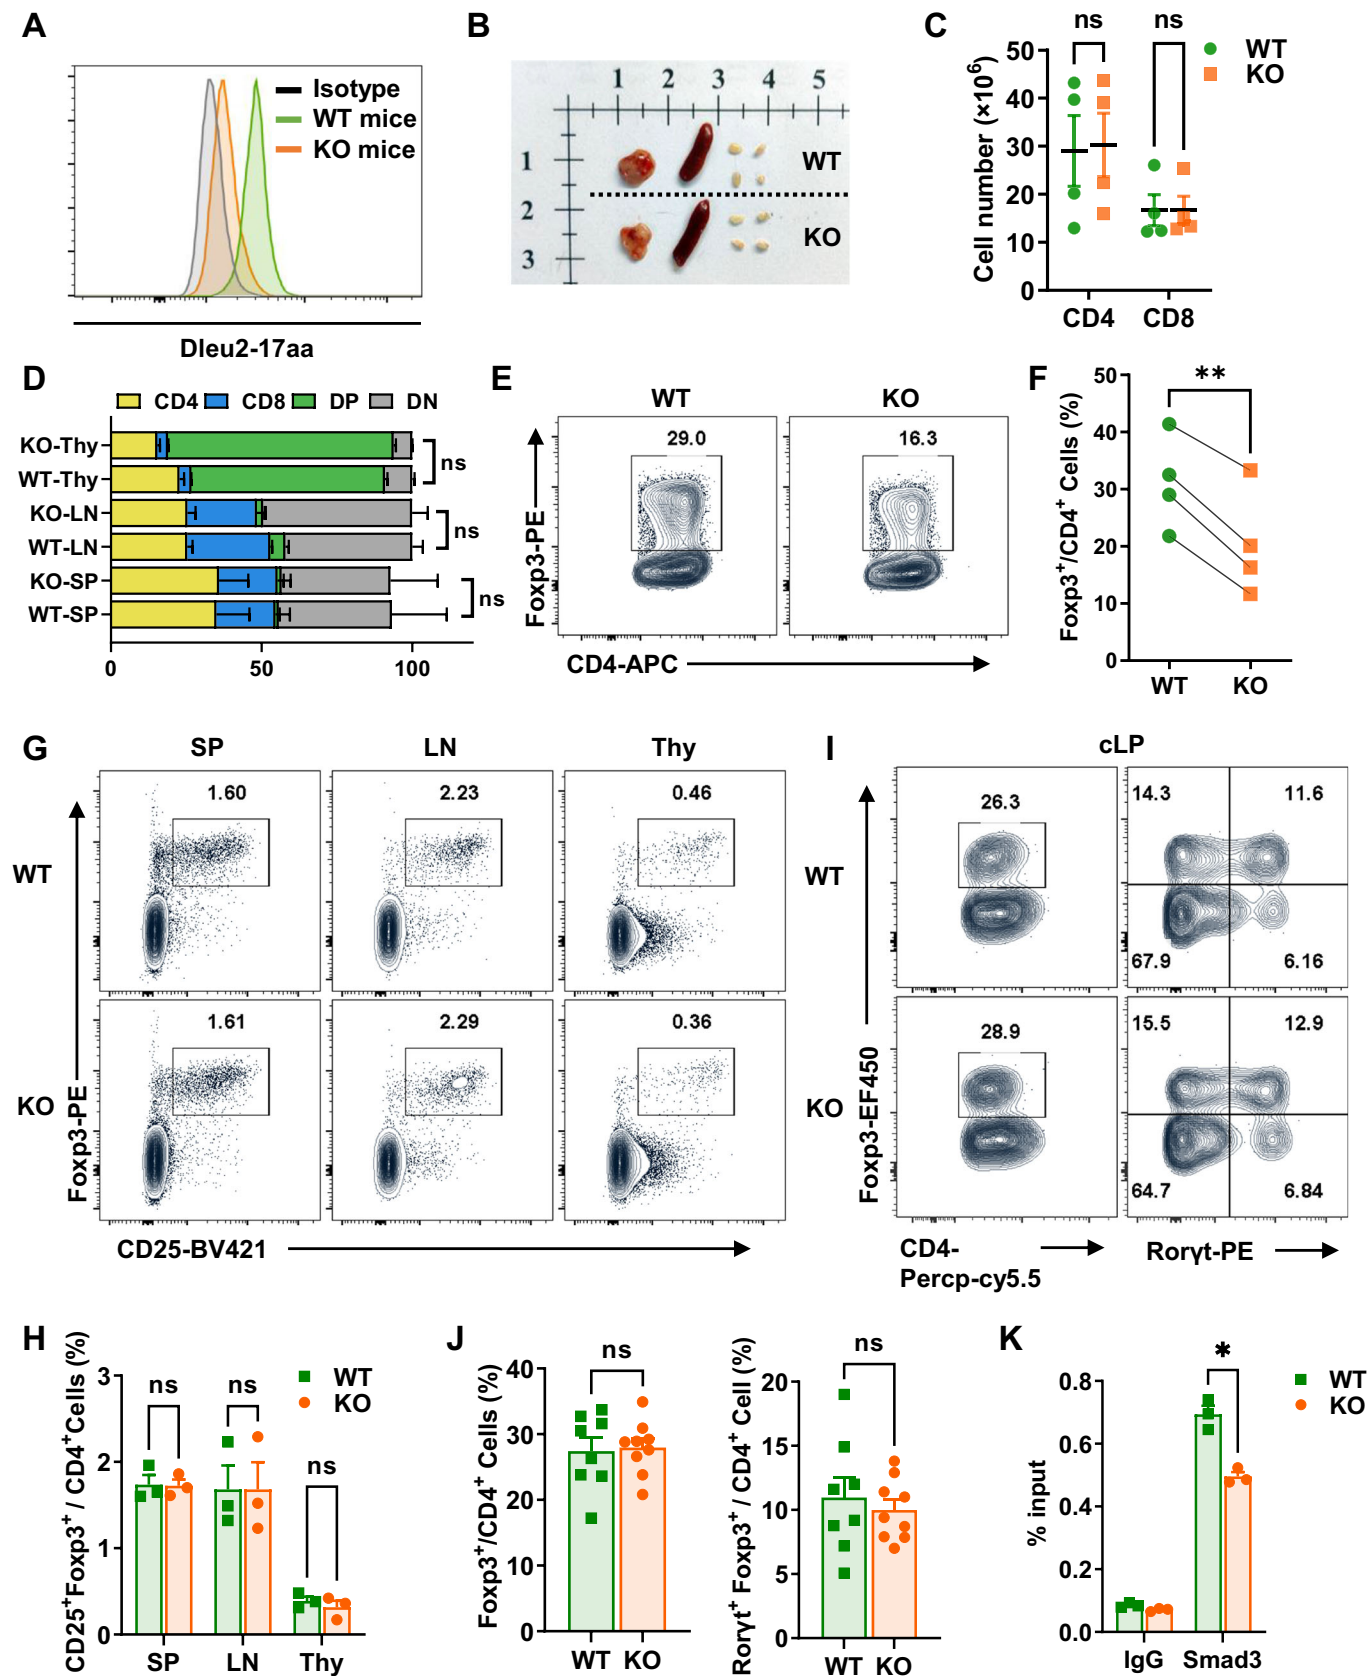 A
Isotype
WT mice
KO mice
Dleu2-17aa
B
1 2 3 4 5
1
WT
2
KO
3
C
ns ns
WT
KO
Cell number (×10⁶)
50
40
30
20
10
0
CD4 CD8
D
CD4 CD8 DP DN
KO-Thy
WT-Thy
ns
KO-LN
WT-LN
ns
KO-SP
WT-SP
ns
0 50 100
E
WT KO
29.0 16.3
Foxp3-PE
CD4-APC
F
**
Foxp3⁺/CD4⁺ Cells (%)
50
40
30
20
10
0
WT KO
G
SP LN Thy
WT
1.60 2.23 0.46
KO
1.61 2.29 0.36
Foxp3-PE
CD25-BV421
I
cLP
WT
26.3
14.3 11.6
67.9 6.16
KO
28.9
15.5 12.9
64.7 6.84
Foxp3-EF450
CD4-
Percp-cy5.5
Rorγt-PE
H
CD25⁺Foxp3⁺ / CD4⁺Cells (%)
3
2
1
0
ns ns ns
WT
KO
SP LN Thy
J
Foxp3⁺/CD4⁺ Cells (%)
40
30
20
10
0
ns
WT KO
Rorγt⁺ Foxp3⁺ / CD4⁺ Cell (%)
20
15
10
5
0
ns
WT KO
K
% input
0.8
0.6
0.4
0.2
0.0
*
WT
KO
IgG Smad3